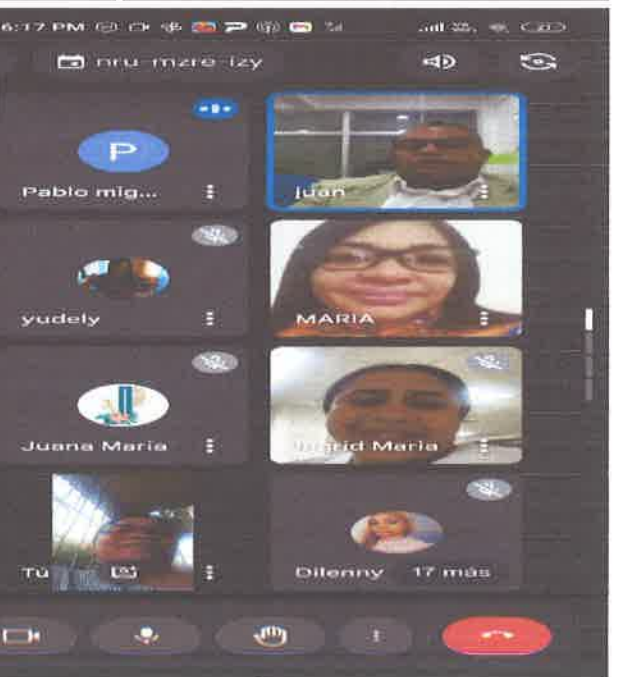 6:17 PM
nru-mzre-izy
P
Pablo mig...
juan
yudely
MARIA
Juana Maria
Ingrid Maria
Tú
Dilenny 17 más